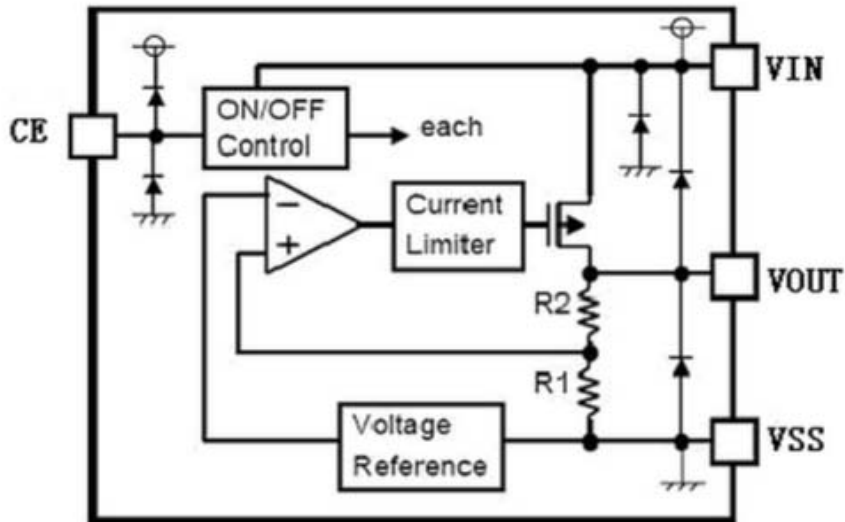 VIN
CE
ON/OFF
Control
each
−
+
Current
Limiter
VOUT
R2
R1
Voltage
Reference
VSS